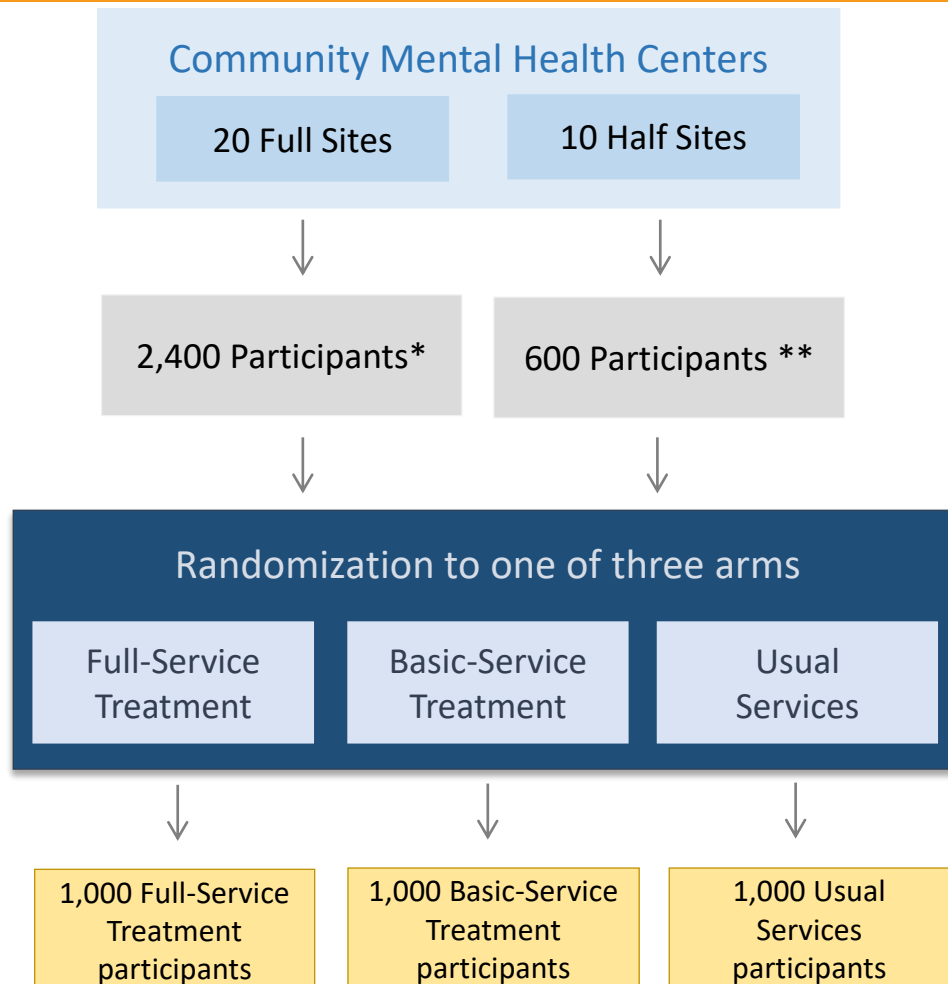 Community Mental Health Centers
20 Full Sites
10 Half Sites
2,400 Participants*
600 Participants **
Randomization to one of three arms
Full-Service
Treatment
Basic-Service
Treatment
Usual
Services
1,000 Full-Service
Treatment
participants
1,000 Basic-Service
Treatment
participants
1,000 Usual
Services
participants